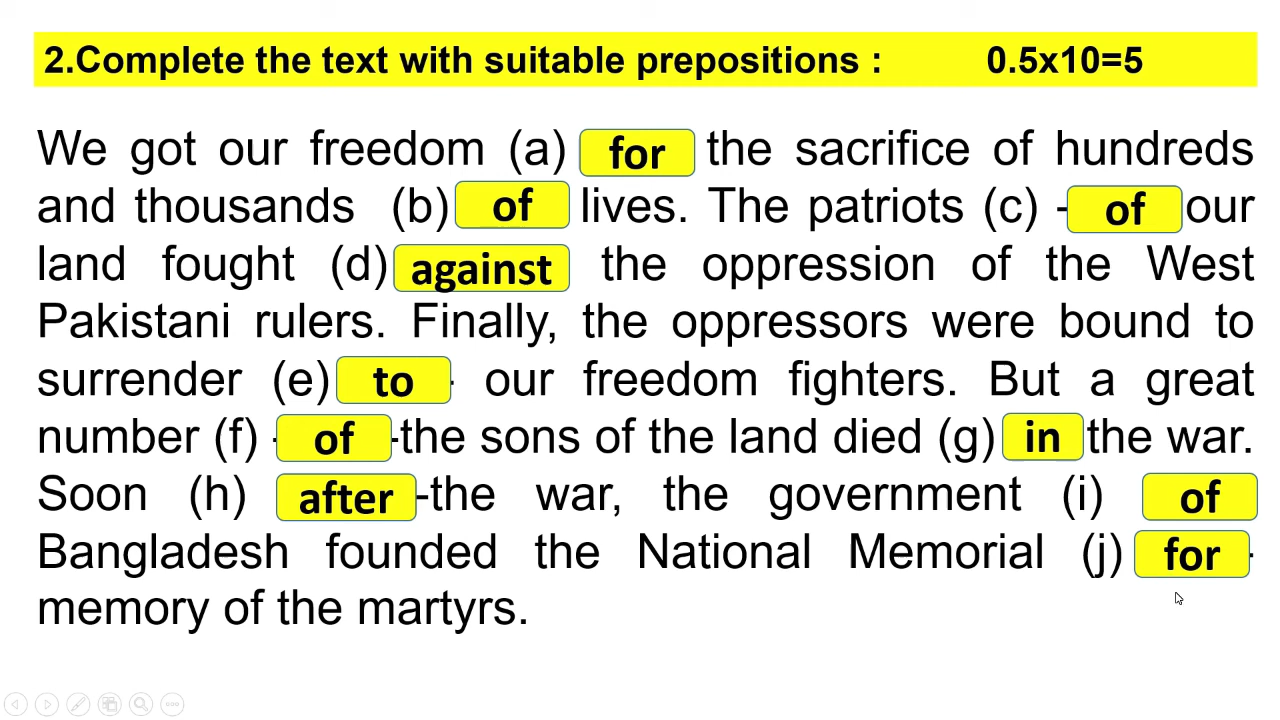 2.Complete the text with suitable prepositions : 0.5x10=5
We got our freedom (a) for the sacrifice of hundreds
and thousands (b) of lives. The patriots (c) - of our
land fought (d) against the oppression of the West
Pakistani rulers. Finally, the oppressors were bound to
surrender (e) to - our freedom fighters. But a great
number (f) - of -the sons of the land died (g) in the war.
Soon (h) after -the war, the government (i) of
Bangladesh founded the National Memorial (j) for -
memory of the martyrs.